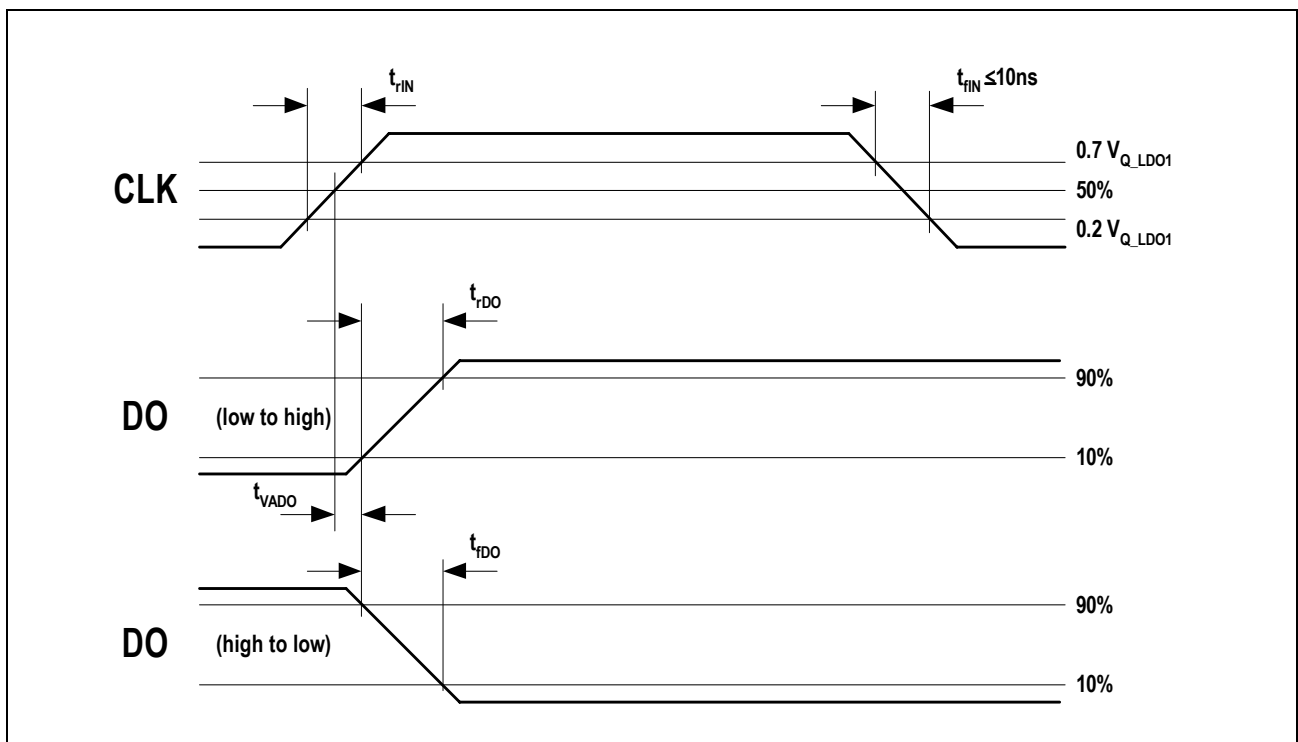 t_rIN
t_fIN ≤10ns
0.7 V_Q_LDO1
CLK
50%
0.2 V_Q_LDO1
t_rDO
90%
DO (low to high)
10%
t_VADO
t_fDO
90%
DO (high to low)
10%